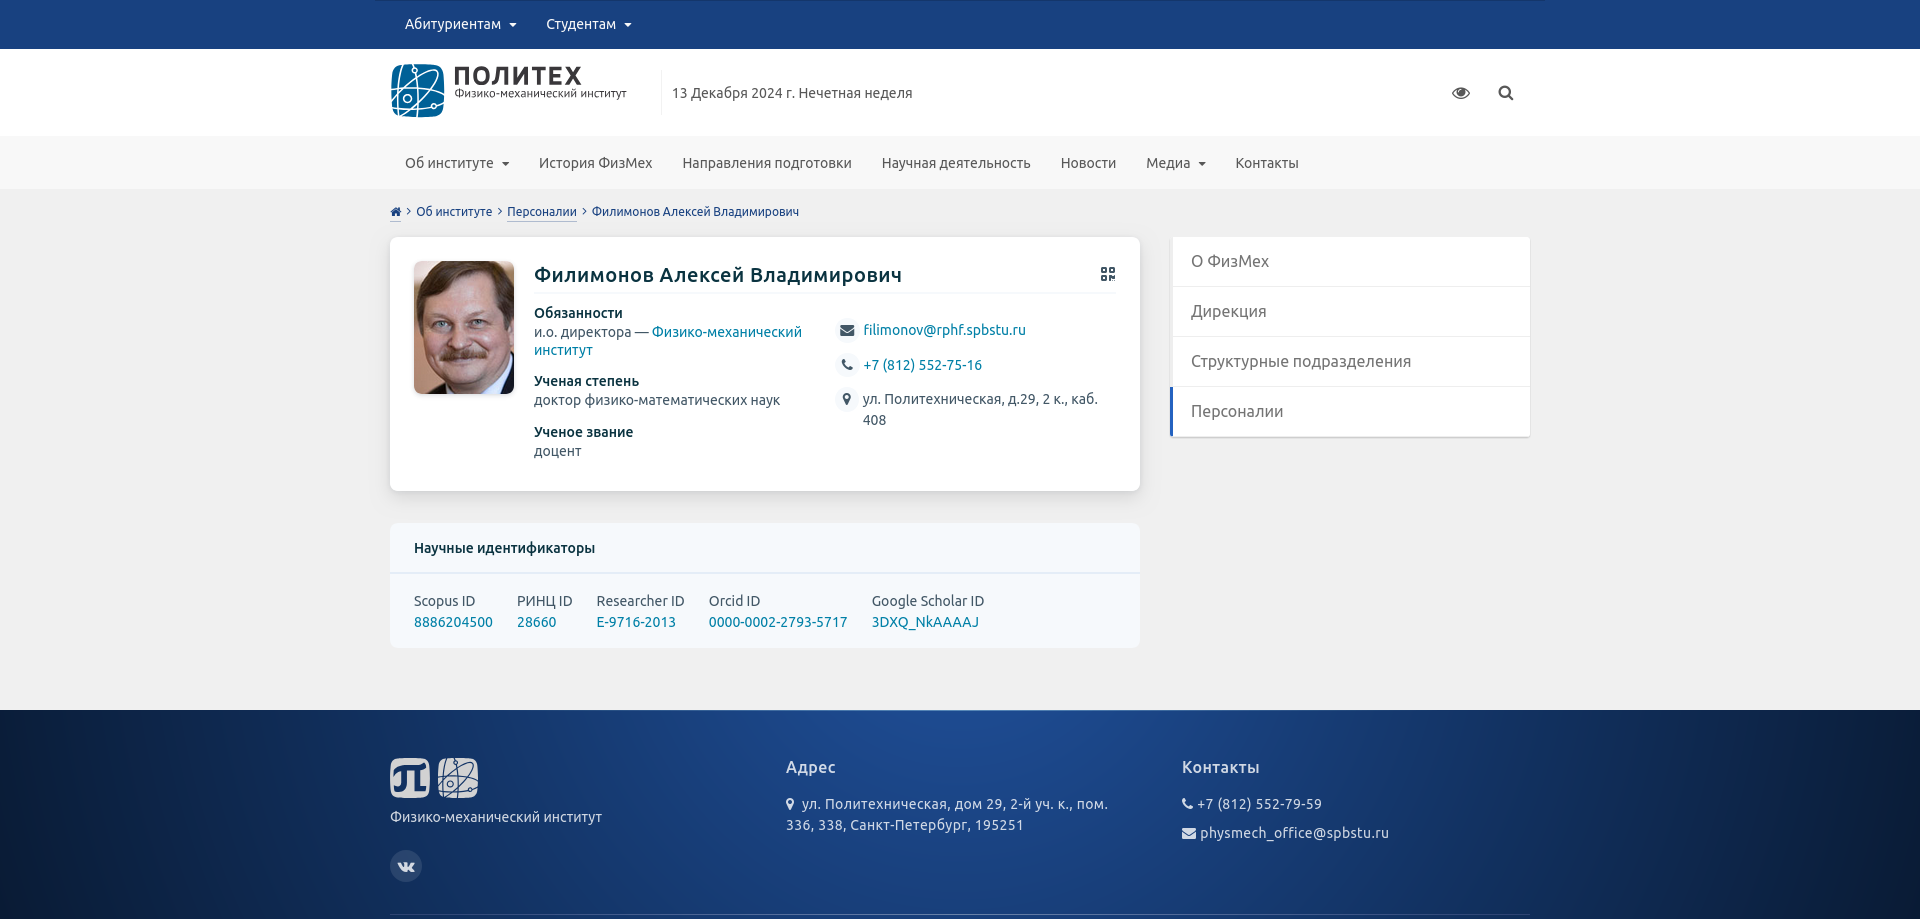 Абитуриентам
Студентам
ПОЛИТЕХ
Физико-механический институт
13 Декабря 2024 г. Нечетная неделя
Об институте
История ФизМех
Направления подготовки
Научная деятельность
Новости
Медиа
Контакты
Об институте
Персоналии
Филимонов Алексей Владимирович
Филимонов Алексей Владимирович
Обязанности
и.о. директора — Физико-механический
институт
Ученая степень
доктор физико-математических наук
Ученое звание
доцент
filimonov@rphf.spbstu.ru
+7 (812) 552-75-16
ул. Политехническая, д.29, 2 к., каб.
408
О ФизМех
Дирекция
Структурные подразделения
Персоналии
Научные идентификаторы
Scopus ID
8886204500
РИНЦ ID
28660
Researcher ID
E-9716-2013
Orcid ID
0000-0002-2793-5717
Google Scholar ID
3DXQ_NkAAAAJ
Физико-механический институт
Адрес
ул. Политехническая, дом 29, 2-й уч. к., пом.
336, 338, Санкт-Петербург, 195251
Контакты
+7 (812) 552-79-59
physmech_office@spbstu.ru